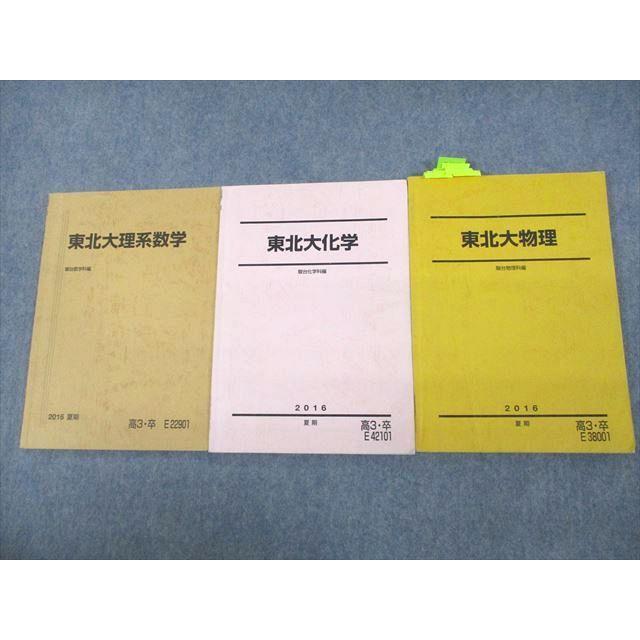 東北大理系数学
駿台数学科編
2016 夏期
高3・卒 E22901
東北大化学
駿台化学科編
2016
夏期
高3・卒
E42101
東北大物理
駿台物理科編
2016
夏期
高3・卒
E38001